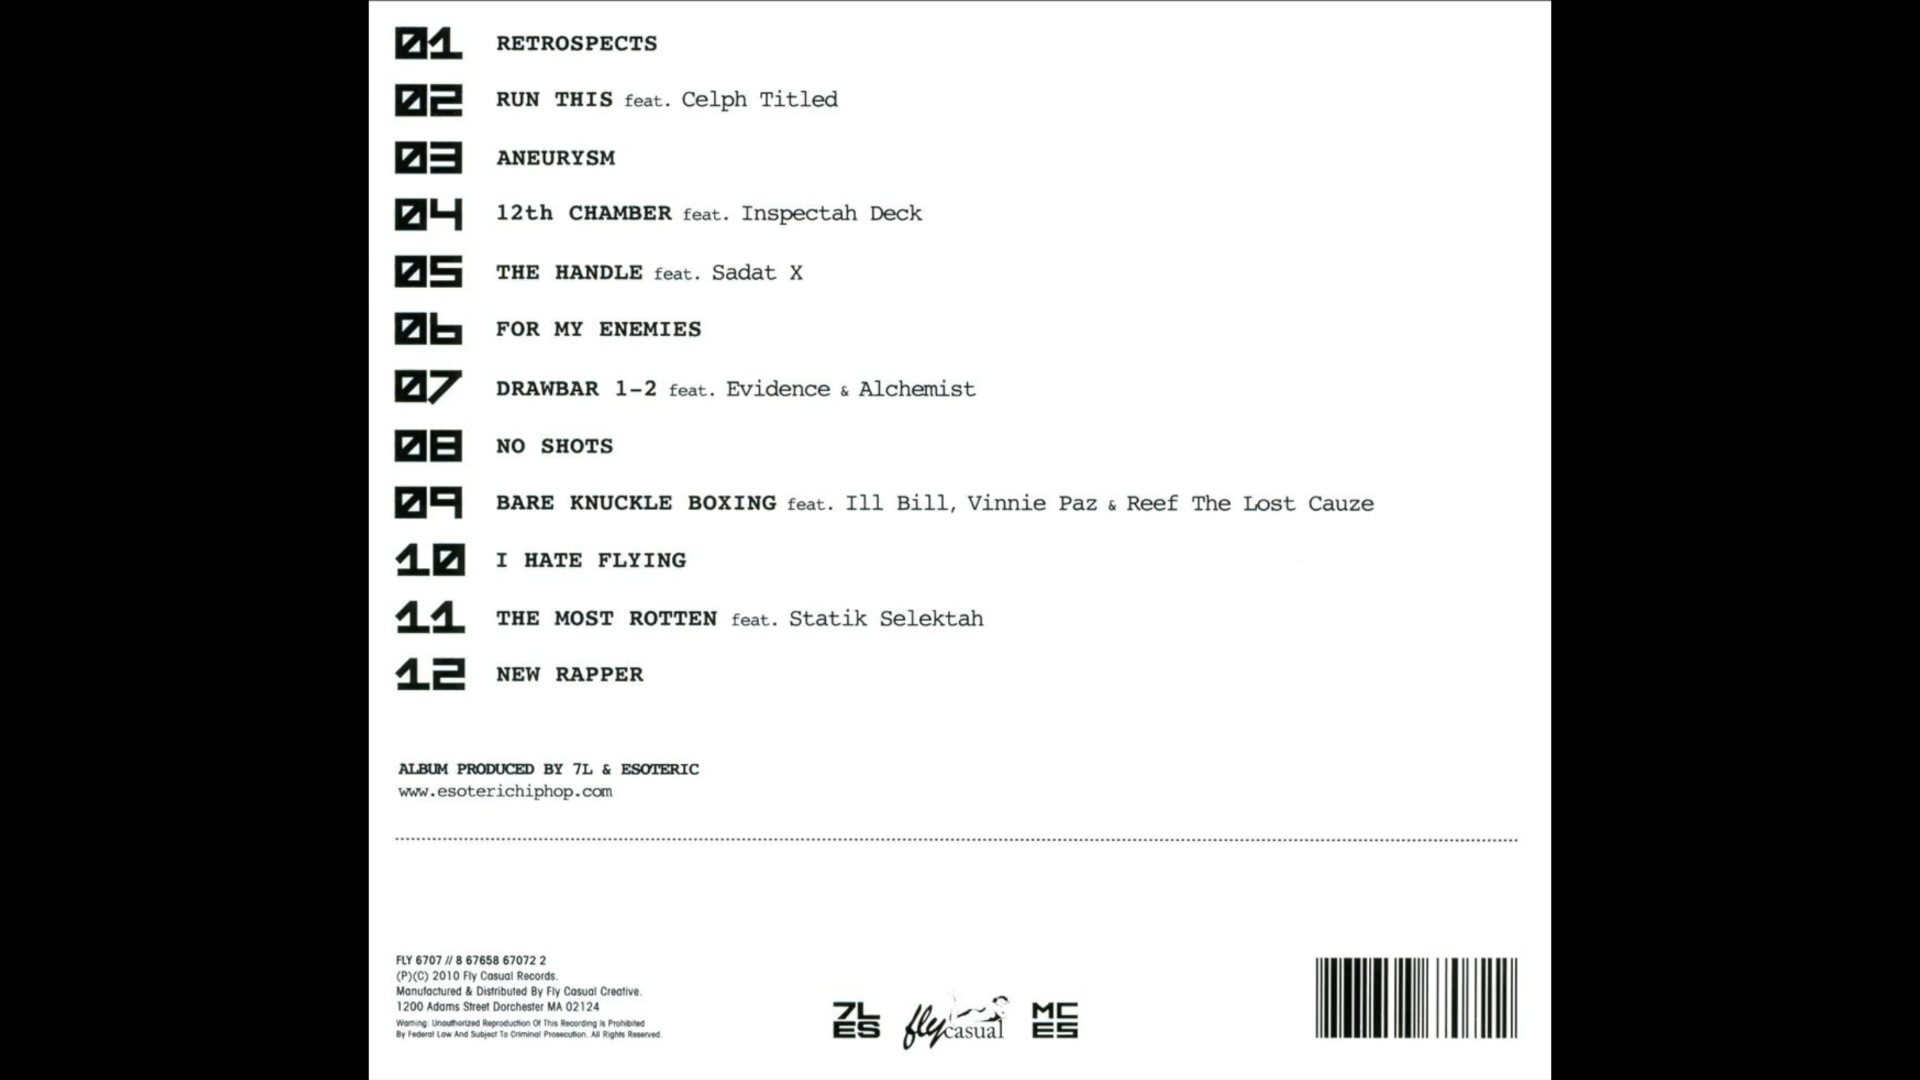 01 RETROSPECTS
02 RUN THIS feat. Celph Titled
03 ANEURYSM
04 12th CHAMBER feat. Inspectah Deck
05 THE HANDLE feat. Sadat X
06 FOR MY ENEMIES
07 DRAWBAR 1-2 feat. Evidence & Alchemist
08 NO SHOTS
09 BARE KNUCKLE BOXING feat. Ill Bill, Vinnie Paz & Reef The Lost Cauze
10 I HATE FLYING
11 THE MOST ROTTEN feat. Statik Selektah
12 NEW RAPPER
ALBUM PRODUCED BY 7L & ESOTERIC
www.esoterichiphop.com
FLY 6707 // 8 67658 67072 2
(P)(C) 2010 Fly Casual Records.
Manufactured & Distributed By Fly Casual Creative.
1200 Adams Street Dorchester MA 02124
Warning: Unauthorized Reproduction Of This Recording Is Prohibited
By Federal Law And Subject To Criminal Prosecution. All Rights Reserved.
7L
ES
fly casual
MC
ES